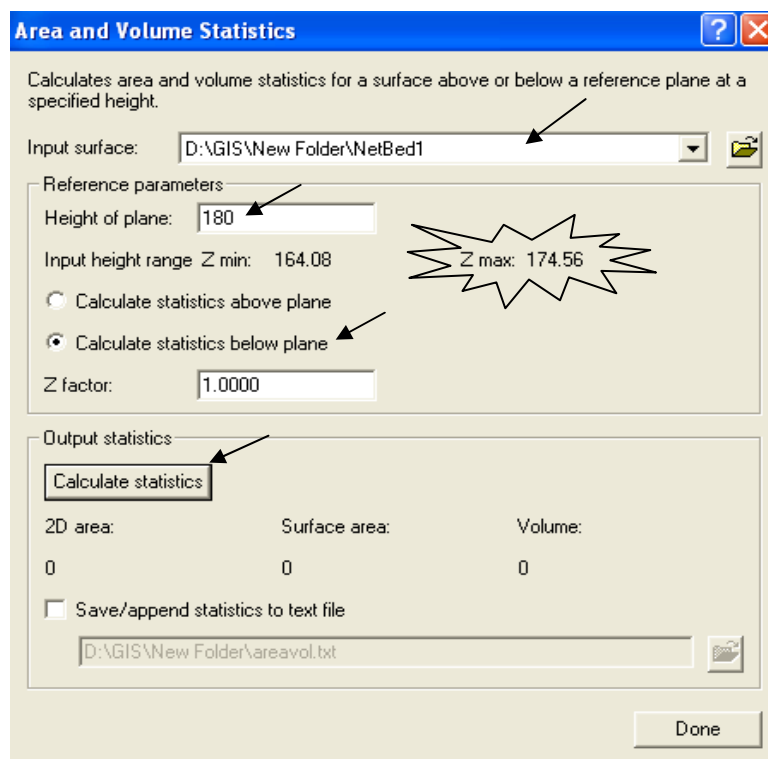 Area and Volume Statistics
Calculates area and volume statistics for a surface above or below a reference plane at a
specified height.
Input surface: D:\GIS\New Folder\NetBed1
Reference parameters
Height of plane: 180
Input height range Z min: 164.08 Z max: 174.56
Calculate statistics above plane
Calculate statistics below plane
Z factor: 1.0000
Output statistics
Calculate statistics
2D area: Surface area: Volume:
0 0 0
Save/append statistics to text file
D:\GIS\New Folder\areavol.txt
Done